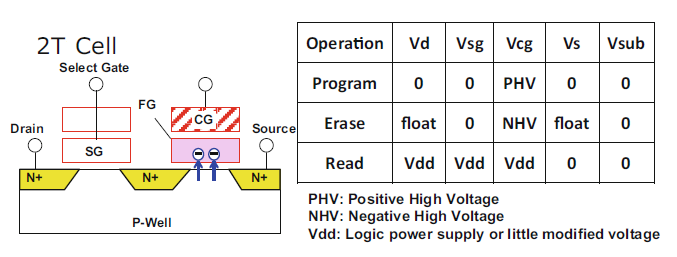 2T Cell
Select Gate
FG
CG
Drain
Source
SG
N+ N+ N+
P-Well
Operation Vd Vsg Vcg Vs Vsub
Program 0 0 PHV 0 0
Erase float 0 NHV float 0
Read Vdd Vdd Vdd 0 0
PHV: Positive High Voltage
NHV: Negative High Voltage
Vdd: Logic power supply or little modified voltage